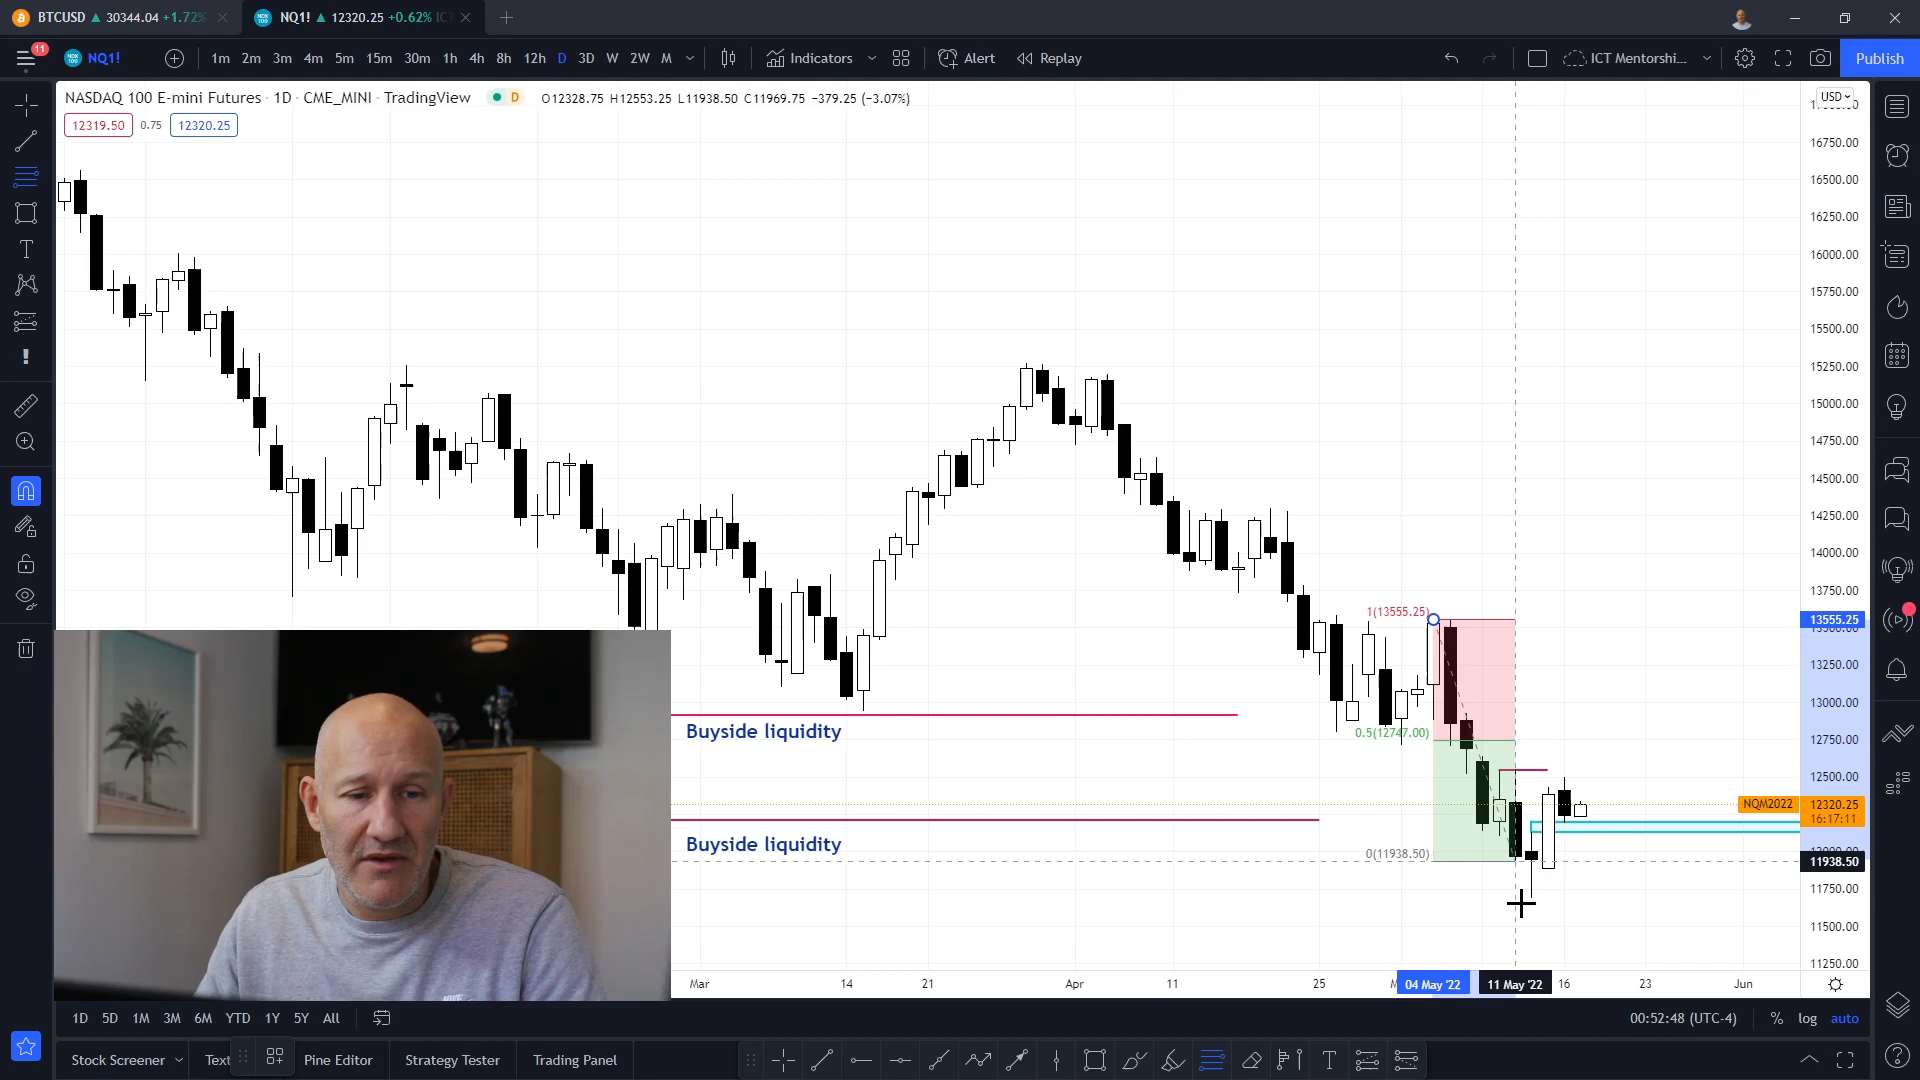 BTCUSD 30344.04 +1.72%
NQ1! 12320.25 +0.62%
11
NQ1! 1m 2m 3m 4m 5m 15m 30m 1h 4h 8h 12h D 3D W 2W M Indicators Alert Replay ICT Mentorshi... Publish
NASDAQ 100 E-mini Futures · 1D · CME_MINI · TradingView D O12328.75 H12553.25 L11938.50 C11969.75 −379.25 (−3.07%)
12319.50 0.75 12320.25
USD
16750.00
16500.00
16250.00
16000.00
15750.00
15500.00
15250.00
15000.00
14750.00
14500.00
14250.00
14000.00
13750.00
1(13555.25)
13555.25
13250.00
13000.00
Buyside liquidity
0.5(12747.00)
12750.00
12500.00
NQM2022 12320.25
16:17:11
Buyside liquidity
0(11938.50)
11938.50
11750.00
11500.00
11250.00
Mar 14 21 Apr 11 25 04 May '22 11 May '22 16 23 Jun
1D 5D 1M 3M 6M YTD 1Y 5Y All 00:52:48 (UTC-4) % log auto
Stock Screener Text Pine Editor Strategy Tester Trading Panel